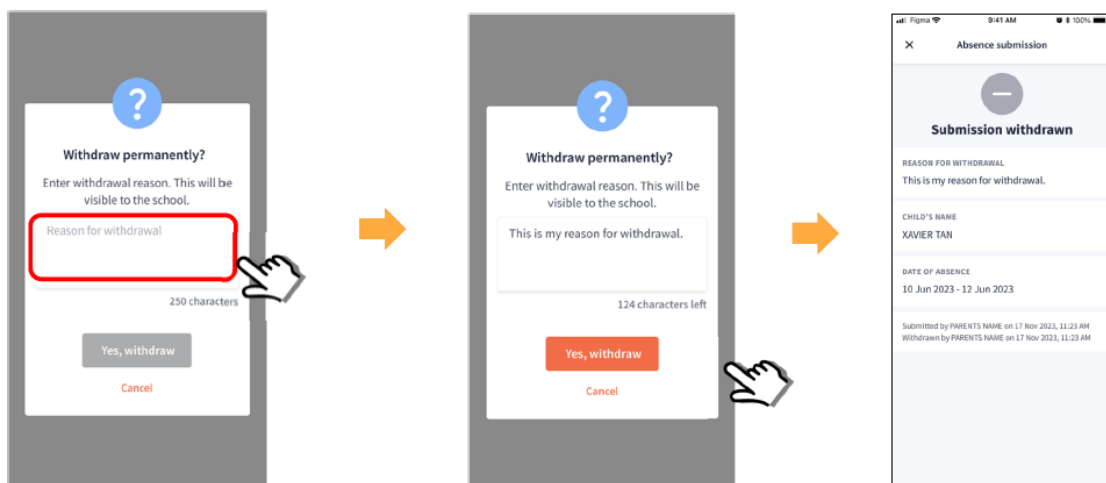 ?
Withdraw permanently?
Enter withdrawal reason. This will be
visible to the school.
Reason for withdrawal
250 characters
Yes, withdraw
Cancel
?
Withdraw permanently?
Enter withdrawal reason. This will be
visible to the school.
This is my reason for withdrawal.
124 characters left
Yes, withdraw
Cancel
Figma 9:41 AM 100%
Absence submission
Submission withdrawn
REASON FOR WITHDRAWAL
This is my reason for withdrawal.
CHILD'S NAME
XAVIER TAN
DATE OF ABSENCE
10 Jun 2023 - 12 Jun 2023
Submitted by PARENTS NAME on 17 Nov 2023, 11:23 AM
Withdrawn by PARENTS NAME on 17 Nov 2023, 11:23 AM